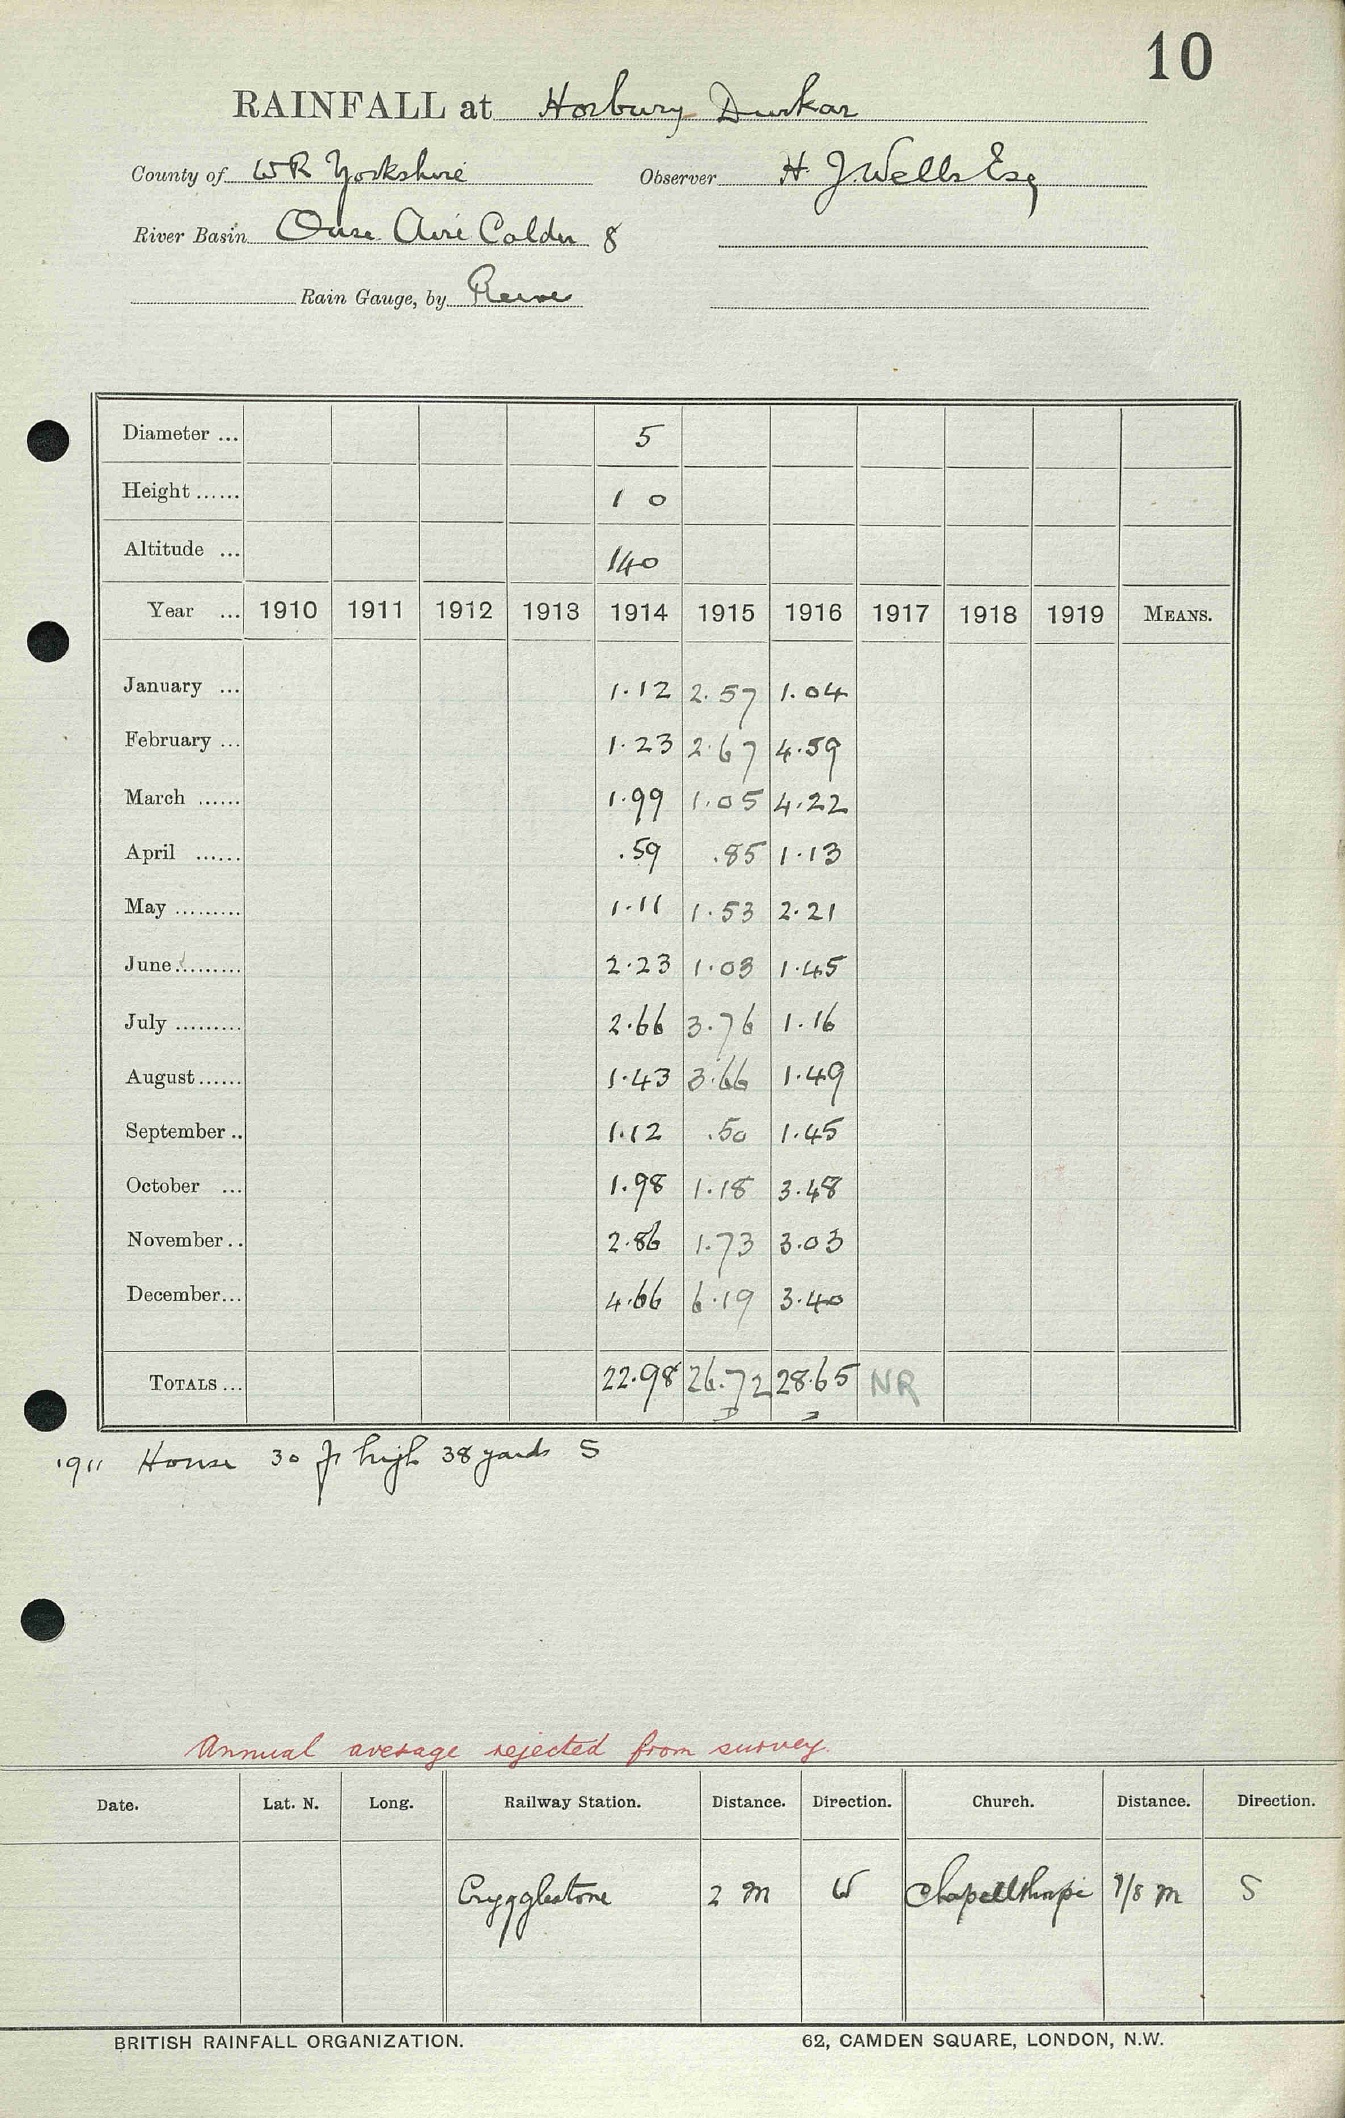 10
RAINFALL at Horbury Durkar
County of W R Yorkshire Observer H. J. Wells Esq
River Basin Ouse Aire Calder 8
Rain Gauge, by
Diameter ... 5
Height ...... 1 0
Altitude ... 140
Year ... 1910 1911 1912 1913 1914 1915 1916 1917 1918 1919 MEANS.
January ... 1.12 2.57 1.04
February ... 1.23 2.67 4.59
March ...... 1.99 1.05 4.22
April ...... .59 .85 1.13
May ......... 1.11 1.53 2.21
June ......... 2.23 1.03 1.45
July ......... 2.66 3.76 1.16
August ...... 1.43 3.66 1.49
September .. 1.12 .50 1.45
October ... 1.98 1.18 3.48
November .. 2.86 1.73 3.03
December ... 4.66 6.19 3.40
TOTALS ... 22.98 26.72 28.65 NR
1911 House 30 ft high 38 yards S
Annual average rejected from survey.
Date. Lat. N. Long. Railway Station. Distance. Direction. Church. Distance. Direction.
Crygglestone 2 m W Chapelthorpe 7/8 m S
BRITISH RAINFALL ORGANIZATION. 62, CAMDEN SQUARE, LONDON, N.W.